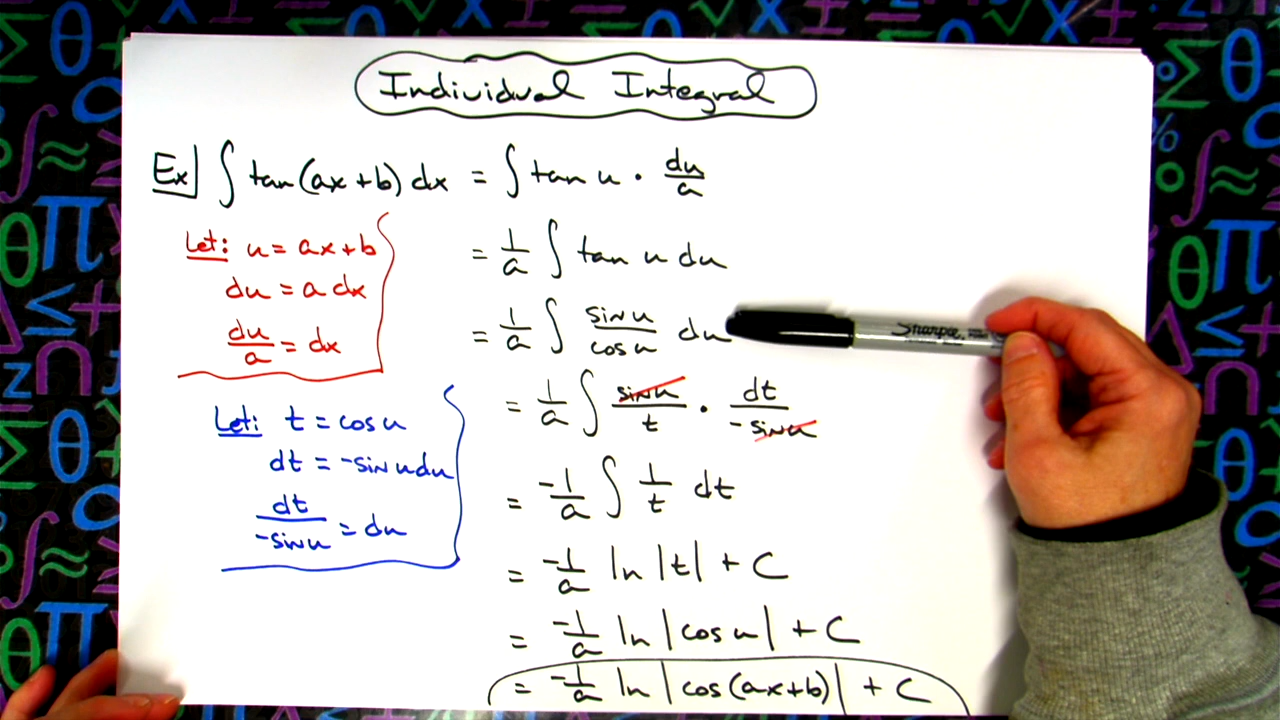 Individual Integral
Ex ∫ tan(ax+b) dx = ∫ tan u · du/a
Let: u = ax+b
du = a dx
du/a = dx
= 1/a ∫ tan u du
= 1/a ∫ sin u/cos u du
Sharpie
Let: t = cos u
dt = -sin u du
dt/-sin u = du
= 1/a ∫ sin u/t · dt/-sin u
= -1/a ∫ 1/t dt
= -1/a ln |t| + C
= -1/a ln |cos u| + C
= -1/a ln |cos(ax+b)| + C